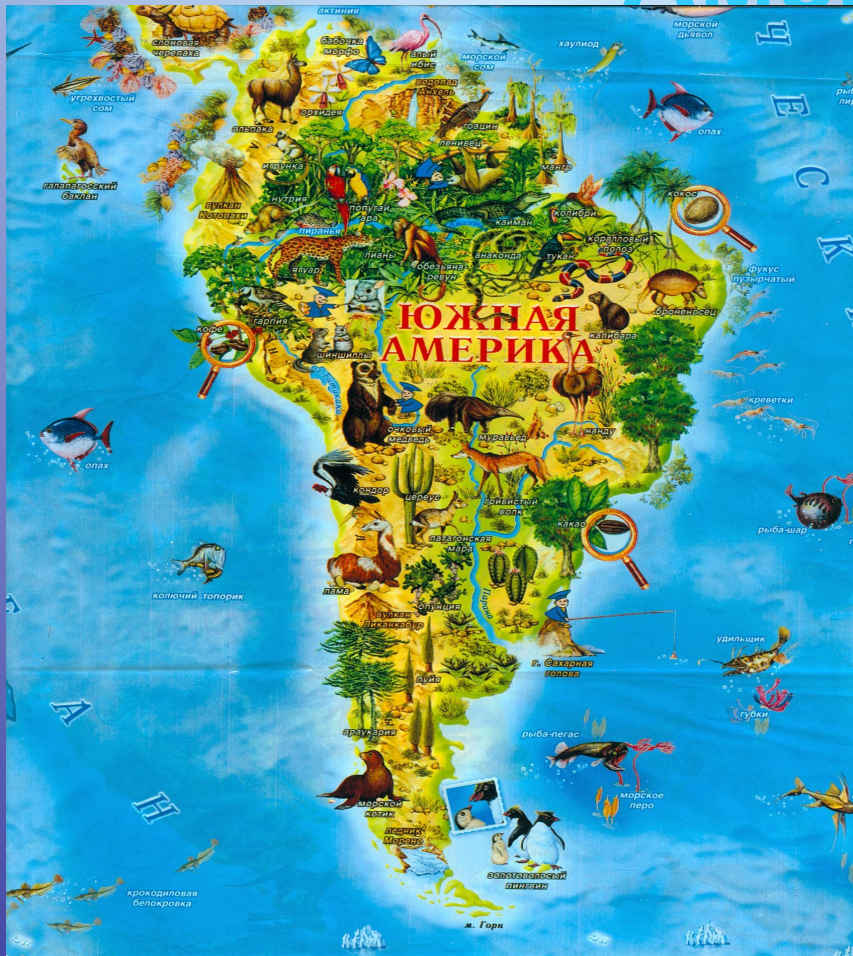 актиния
слоновая
черепаха
бабочка
морфо
алый
ибис
морской
сом
хаулиод
морской
дьявол
Ч
Е
С
К
угрехвостый
сом
водопад
Анхель
опах
орхидея
альпака
гоацин
ленивец
галапагосский
баклан
игрунка
мангр
вулкан
Котопахи
нутрия
попугай
ара
кокос
пиранья
колибри
кайман
коралловый
полоз
лианы
ягуар
обезьяна-
ревун
анаконда
тукан
фукус
пузырчатый
броненосец
гарпия
кофе
ЮЖНАЯ
АМЕРИКА
капибара
шиншиллы
креветки
очковый
медведь
муравьед
нанду
опах
кондор
цереус
гривистый
волк
какао
рыба-шар
патагонская
мара
колючий топорик
лама
опунция
Парана
вулкан
Ликанкабур
удильщик
г. Сахарная
голова
пуйя
губки
А
араукария
рыба-пегас
морской
котик
морское
перо
Н
ледник
Морено
золотоволосый
пингвин
крокодиловая
белокровка
м. Горн